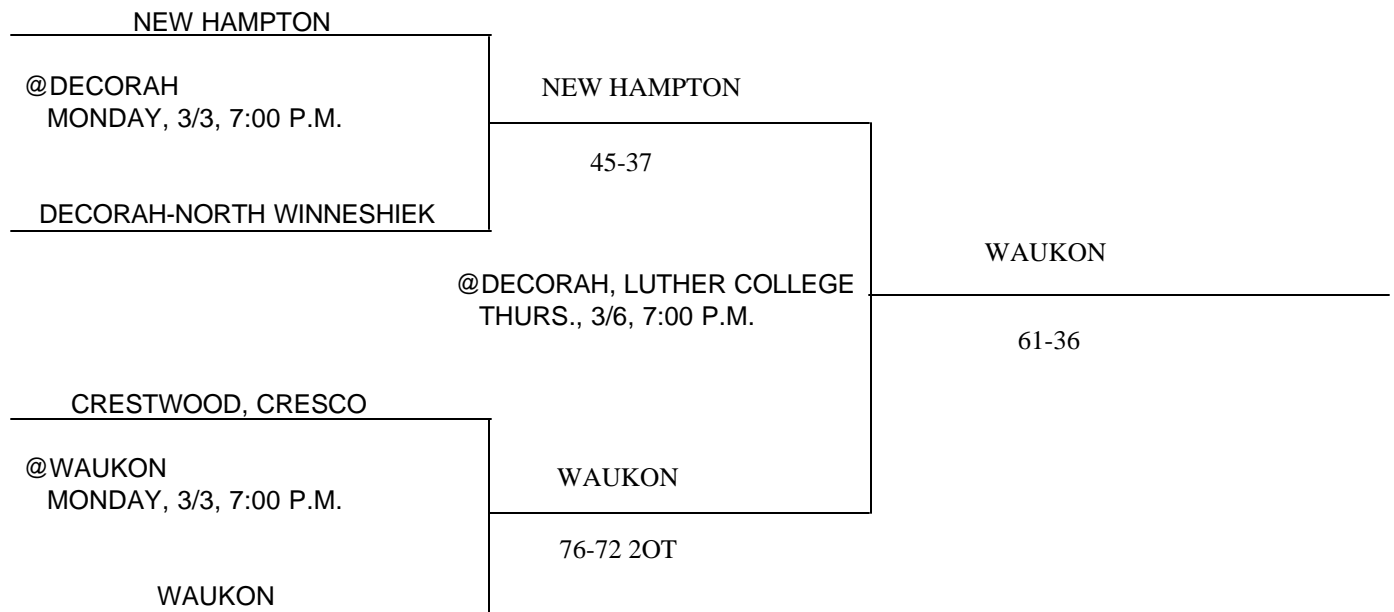 NEW HAMPTON
@DECORAH
MONDAY, 3/3, 7:00 P.M.
NEW HAMPTON
45-37
DECORAH-NORTH WINNESHIEK
@DECORAH, LUTHER COLLEGE
THURS., 3/6, 7:00 P.M.
WAUKON
61-36
CRESTWOOD, CRESCO
@WAUKON
MONDAY, 3/3, 7:00 P.M.
WAUKON
76-72 2OT
WAUKON